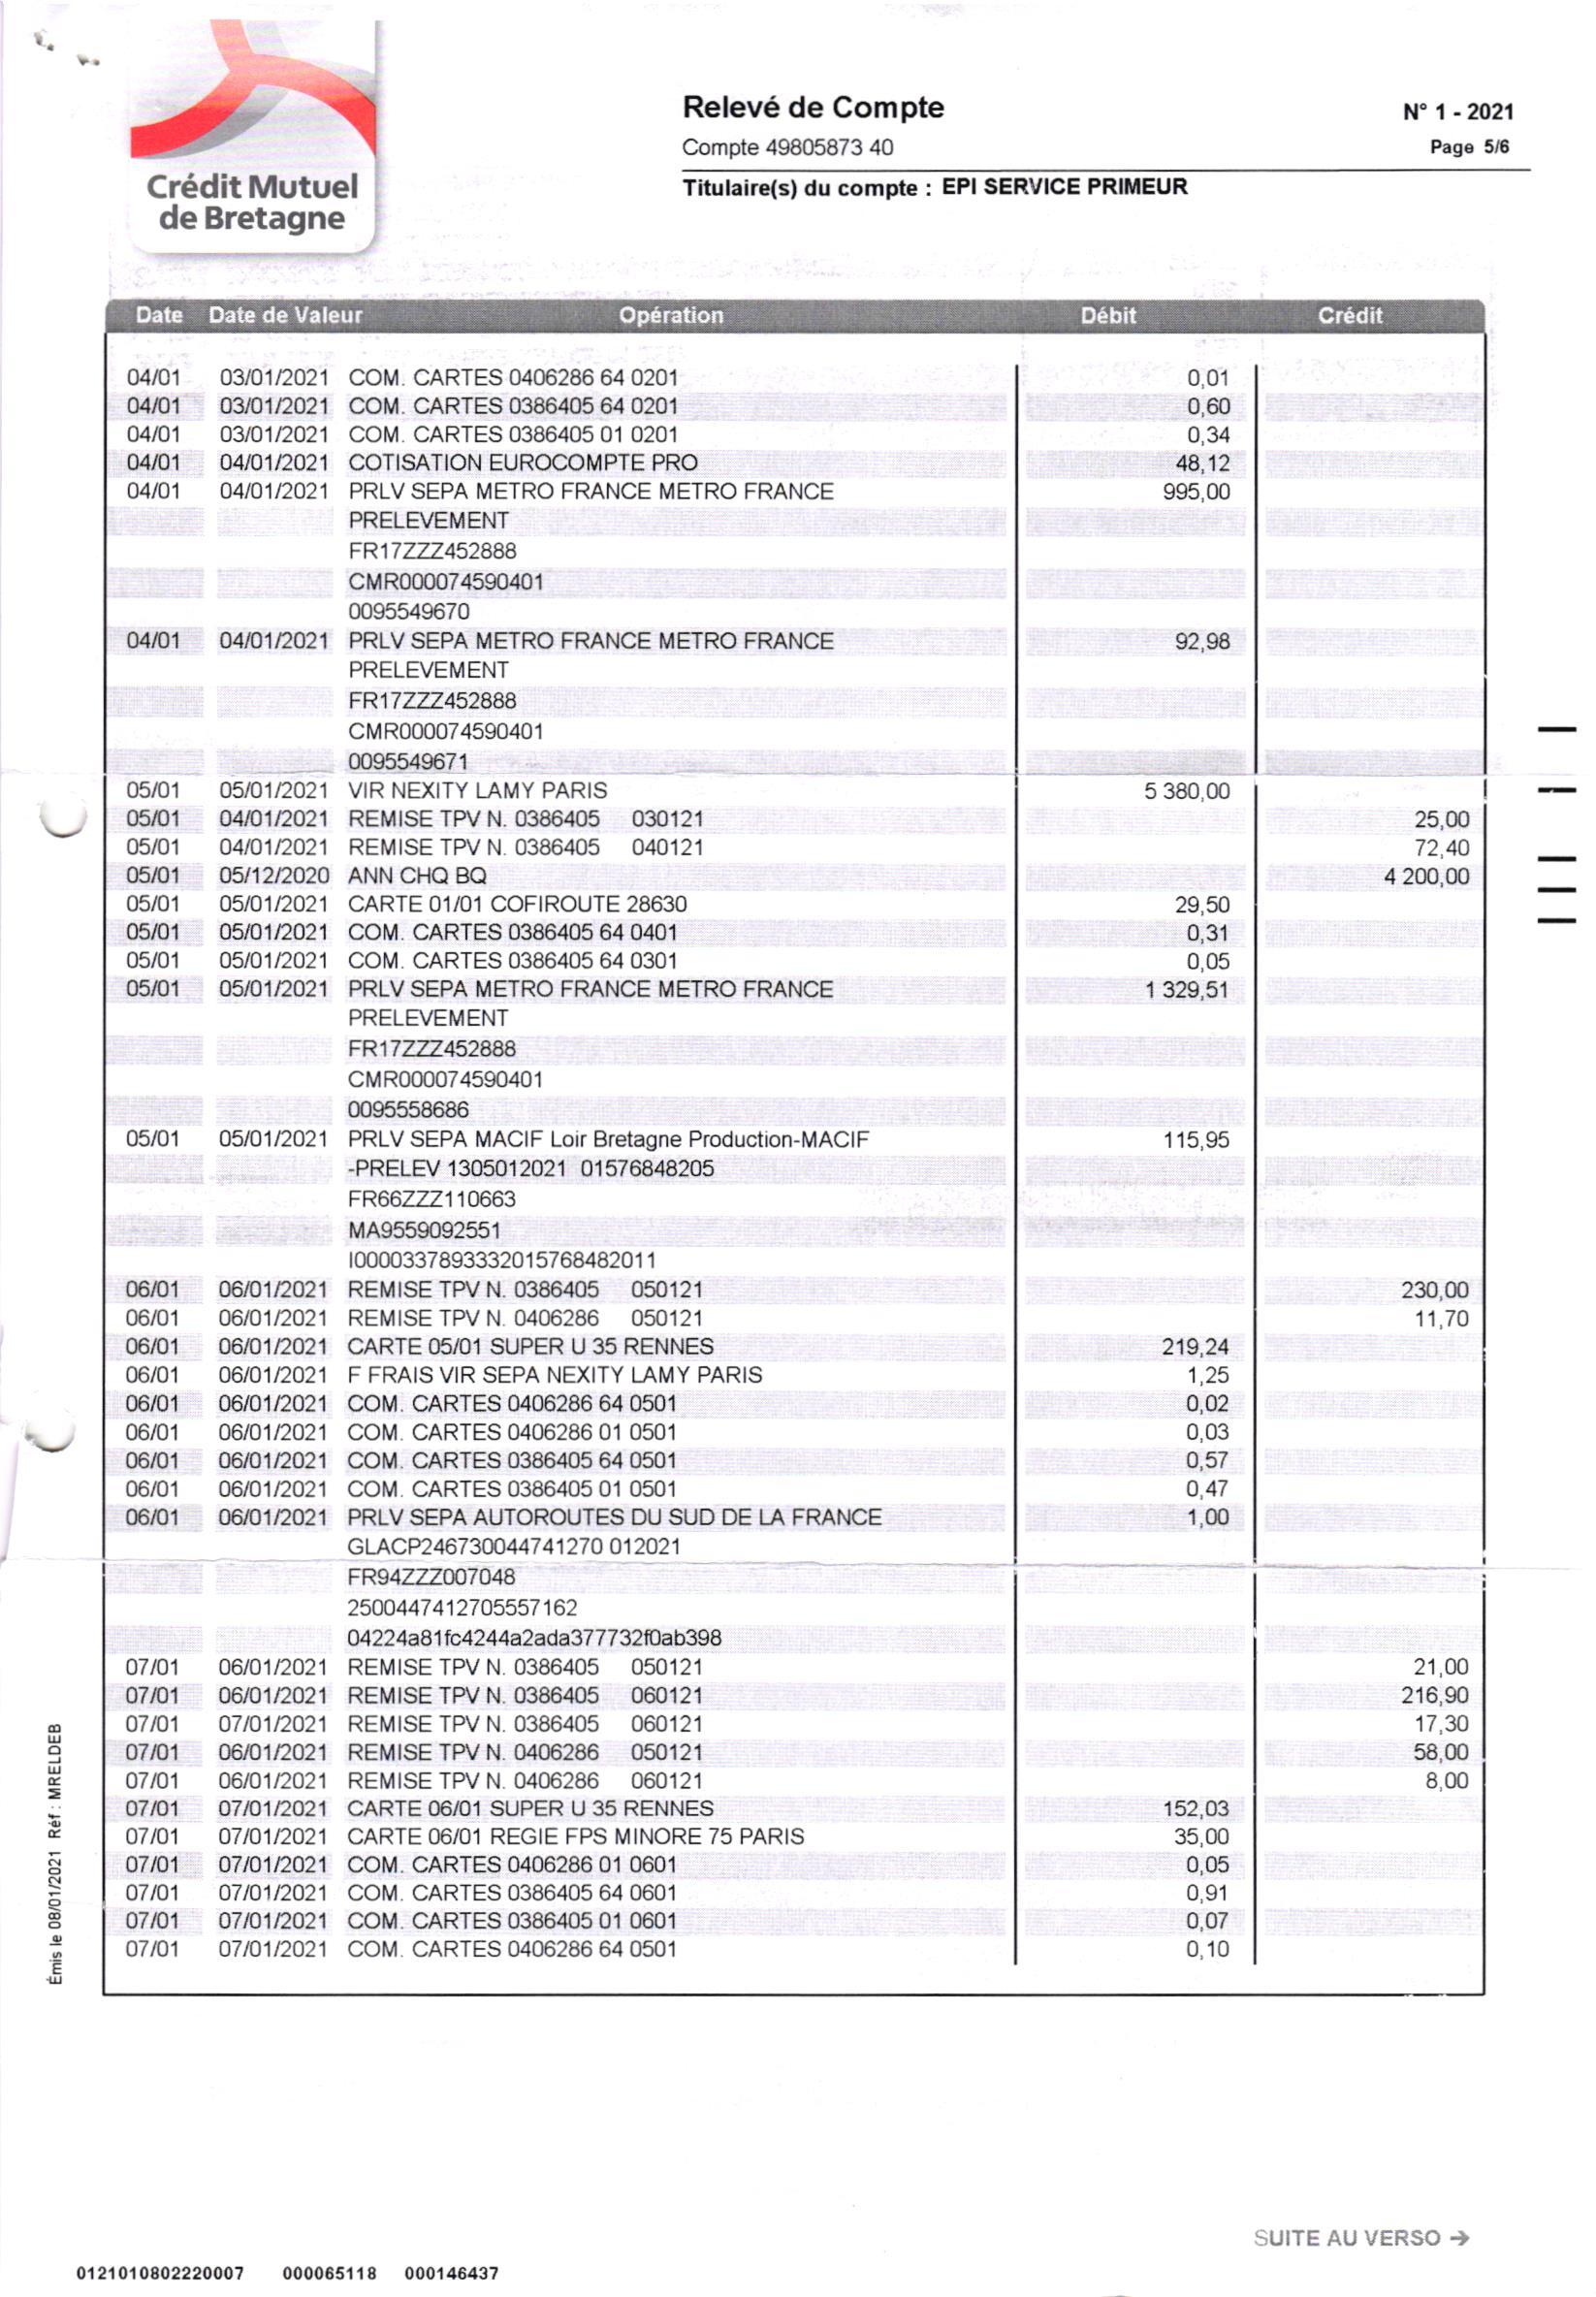 Crédit Mutuel
de Bretagne
Relevé de Compte
N° 1 - 2021
Compte 49805873 40
Page 5/6
Titulaire(s) du compte : EPI SERVICE PRIMEUR
Date Date de Valeur Opération Débit Crédit
04/01 03/01/2021 COM. CARTES 0406286 64 0201 0,01
04/01 03/01/2021 COM. CARTES 0386405 64 0201 0,60
04/01 03/01/2021 COM. CARTES 0386405 01 0201 0,34
04/01 04/01/2021 COTISATION EUROCOMPTE PRO 48,12
04/01 04/01/2021 PRLV SEPA METRO FRANCE METRO FRANCE 995,00
PRELEVEMENT
FR17ZZZ452888
CMR000074590401
0095549670
04/01 04/01/2021 PRLV SEPA METRO FRANCE METRO FRANCE 92,98
PRELEVEMENT
FR17ZZZ452888
CMR000074590401
0095549671
05/01 05/01/2021 VIR NEXITY LAMY PARIS 5 380,00
05/01 04/01/2021 REMISE TPV N. 0386405 030121 25,00
05/01 04/01/2021 REMISE TPV N. 0386405 040121 72,40
05/01 05/12/2020 ANN CHQ BQ 4 200,00
05/01 05/01/2021 CARTE 01/01 COFIROUTE 28630 29,50
05/01 05/01/2021 COM. CARTES 0386405 64 0401 0,31
05/01 05/01/2021 COM. CARTES 0386405 64 0301 0,05
05/01 05/01/2021 PRLV SEPA METRO FRANCE METRO FRANCE 1 329,51
PRELEVEMENT
FR17ZZZ452888
CMR000074590401
0095558686
05/01 05/01/2021 PRLV SEPA MACIF Loir Bretagne Production-MACIF 115,95
-PRELEV 1305012021 01576848205
FR66ZZZ110663
MA9559092551
I00003378933320157684820​11
06/01 06/01/2021 REMISE TPV N. 0386405 050121 230,00
06/01 06/01/2021 REMISE TPV N. 0406286 050121 11,70
06/01 06/01/2021 CARTE 05/01 SUPER U 35 RENNES 219,24
06/01 06/01/2021 F FRAIS VIR SEPA NEXITY LAMY PARIS 1,25
06/01 06/01/2021 COM. CARTES 0406286 64 0501 0,02
06/01 06/01/2021 COM. CARTES 0406286 01 0501 0,03
06/01 06/01/2021 COM. CARTES 0386405 64 0501 0,57
06/01 06/01/2021 COM. CARTES 0386405 01 0501 0,47
06/01 06/01/2021 PRLV SEPA AUTOROUTES DU SUD DE LA FRANCE 1,00
GLACP246730044741270 012021
FR94ZZZ007048
2500447412705557162
04224a81fc4244a2ada377732f0ab398
07/01 06/01/2021 REMISE TPV N. 0386405 050121 21,00
07/01 06/01/2021 REMISE TPV N. 0386405 060121 216,90
07/01 07/01/2021 REMISE TPV N. 0386405 060121 17,30
07/01 06/01/2021 REMISE TPV N. 0406286 050121 58,00
07/01 06/01/2021 REMISE TPV N. 0406286 060121 8,00
07/01 07/01/2021 CARTE 06/01 SUPER U 35 RENNES 152,03
07/01 07/01/2021 CARTE 06/01 REGIE FPS MINORE 75 PARIS 35,00
07/01 07/01/2021 COM. CARTES 0406286 01 0601 0,05
07/01 07/01/2021 COM. CARTES 0386405 64 0601 0,91
07/01 07/01/2021 COM. CARTES 0386405 01 0601 0,07
07/01 07/01/2021 COM. CARTES 0406286 64 0501 0,10
Émis le 08/01/2021 Réf : MRELDEB
SUITE AU VERSO →
0121010802220007 000065118 000146437